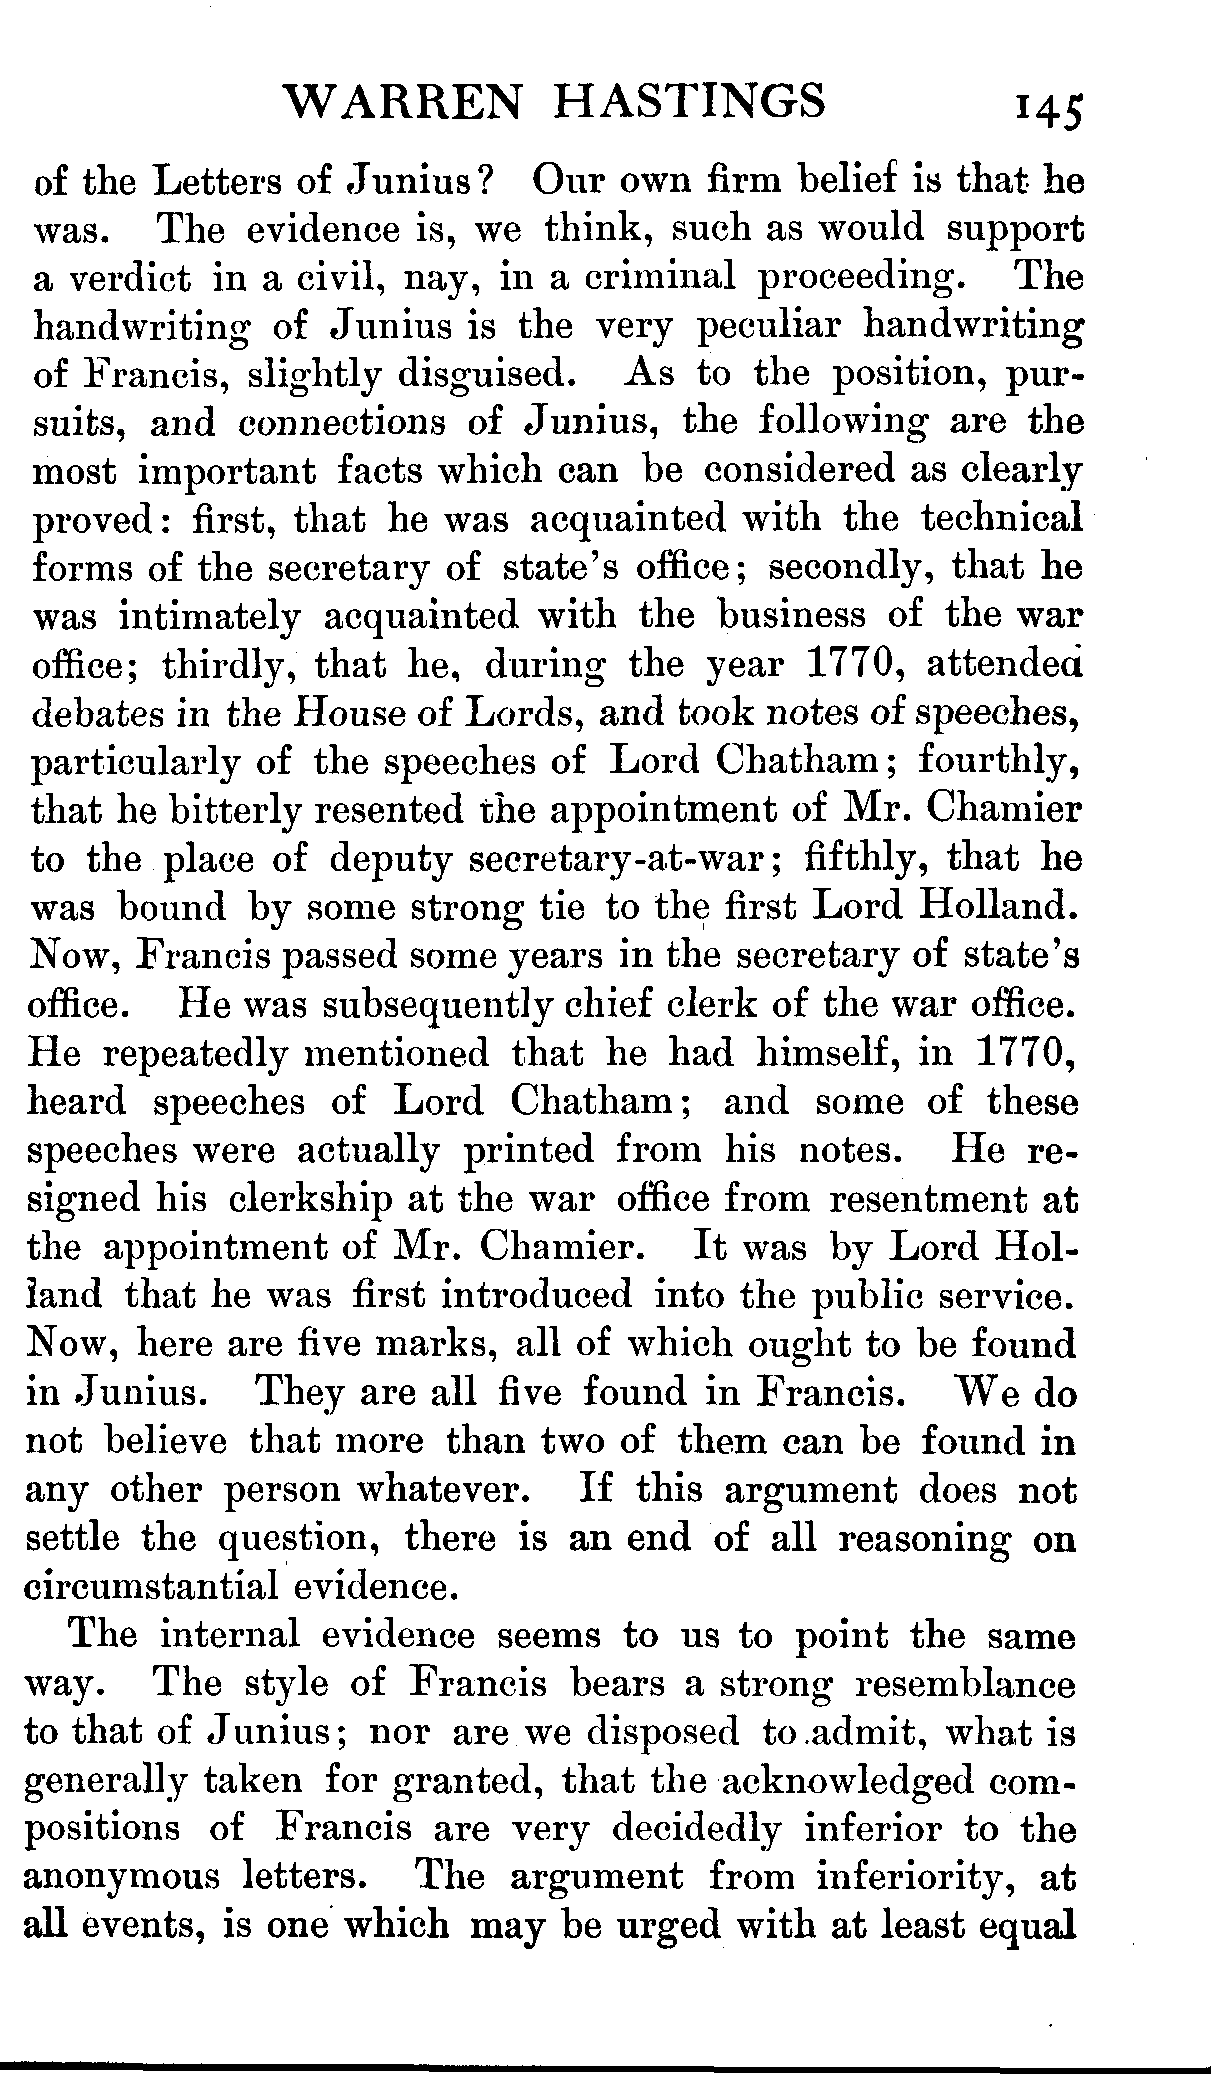 WARREN HASTINGS 145
of the Letters of Junius? Our own firm belief is that he
was. The evidence is, we think, such as would support
a verdict in a civil, nay, in a criminal proceeding. The
handwriting of Junius is the very peculiar handwriting
of Francis, slightly disguised. As to the position, pur-
suits, and connections of Junius, the following are the
most important facts which can be considered as clearly
proved: first, that he was acquainted with the technical
forms of the secretary of state's office; secondly, that he
was intimately acquainted with the business of the war
office; thirdly, that he, during the year 1770, attended
debates in the House of Lords, and took notes of speeches,
particularly of the speeches of Lord Chatham; fourthly,
that he bitterly resented the appointment of Mr. Chamier
to the place of deputy secretary-at-war; fifthly, that he
was bound by some strong tie to the first Lord Holland.
Now, Francis passed some years in the secretary of state's
office. He was subsequently chief clerk of the war office.
He repeatedly mentioned that he had himself, in 1770,
heard speeches of Lord Chatham; and some of these
speeches were actually printed from his notes. He re-
signed his clerkship at the war office from resentment at
the appointment of Mr. Chamier. It was by Lord Hol-
land that he was first introduced into the public service.
Now, here are five marks, all of which ought to be found
in Junius. They are all five found in Francis. We do
not believe that more than two of them can be found in
any other person whatever. If this argument does not
settle the question, there is an end of all reasoning on
circumstantial evidence.
The internal evidence seems to us to point the same
way. The style of Francis bears a strong resemblance
to that of Junius; nor are we disposed to admit, what is
generally taken for granted, that the acknowledged com-
positions of Francis are very decidedly inferior to the
anonymous letters. The argument from inferiority, at
all events, is one which may be urged with at least equal